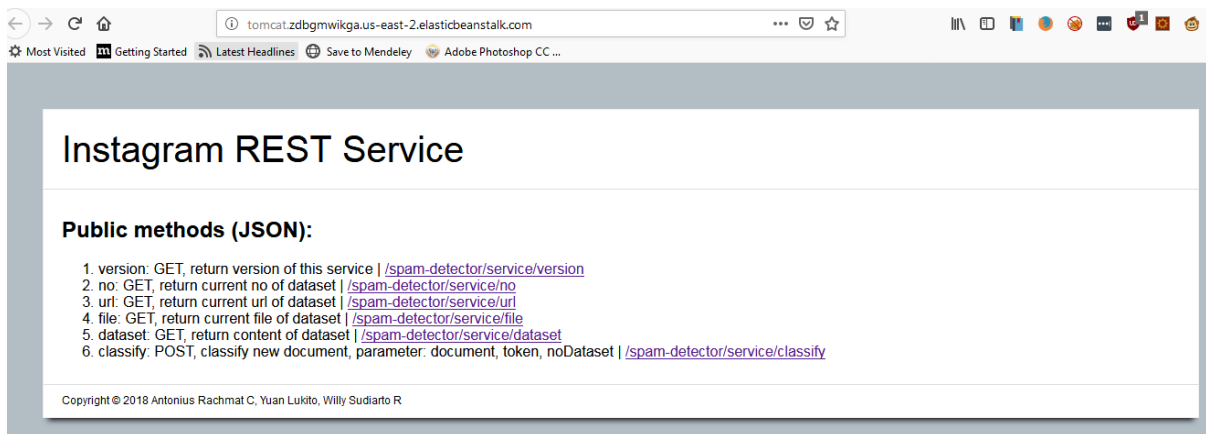 tomcat.zdbgmwikga.us-east-2.elasticbeanstalk.com
Most Visited Getting Started Latest Headlines Save to Mendeley Adobe Photoshop CC ...
Instagram REST Service
Public methods (JSON):
1. version: GET, return version of this service | /spam-detector/service/version
2. no: GET, return current no of dataset | /spam-detector/service/no
3. url: GET, return current url of dataset | /spam-detector/service/url
4. file: GET, return current file of dataset | /spam-detector/service/file
5. dataset: GET, return content of dataset | /spam-detector/service/dataset
6. classify: POST, classify new document, parameter: document, token, noDataset | /spam-detector/service/classify
Copyright © 2018 Antonius Rachmat C, Yuan Lukito, Willy Sudiarto R